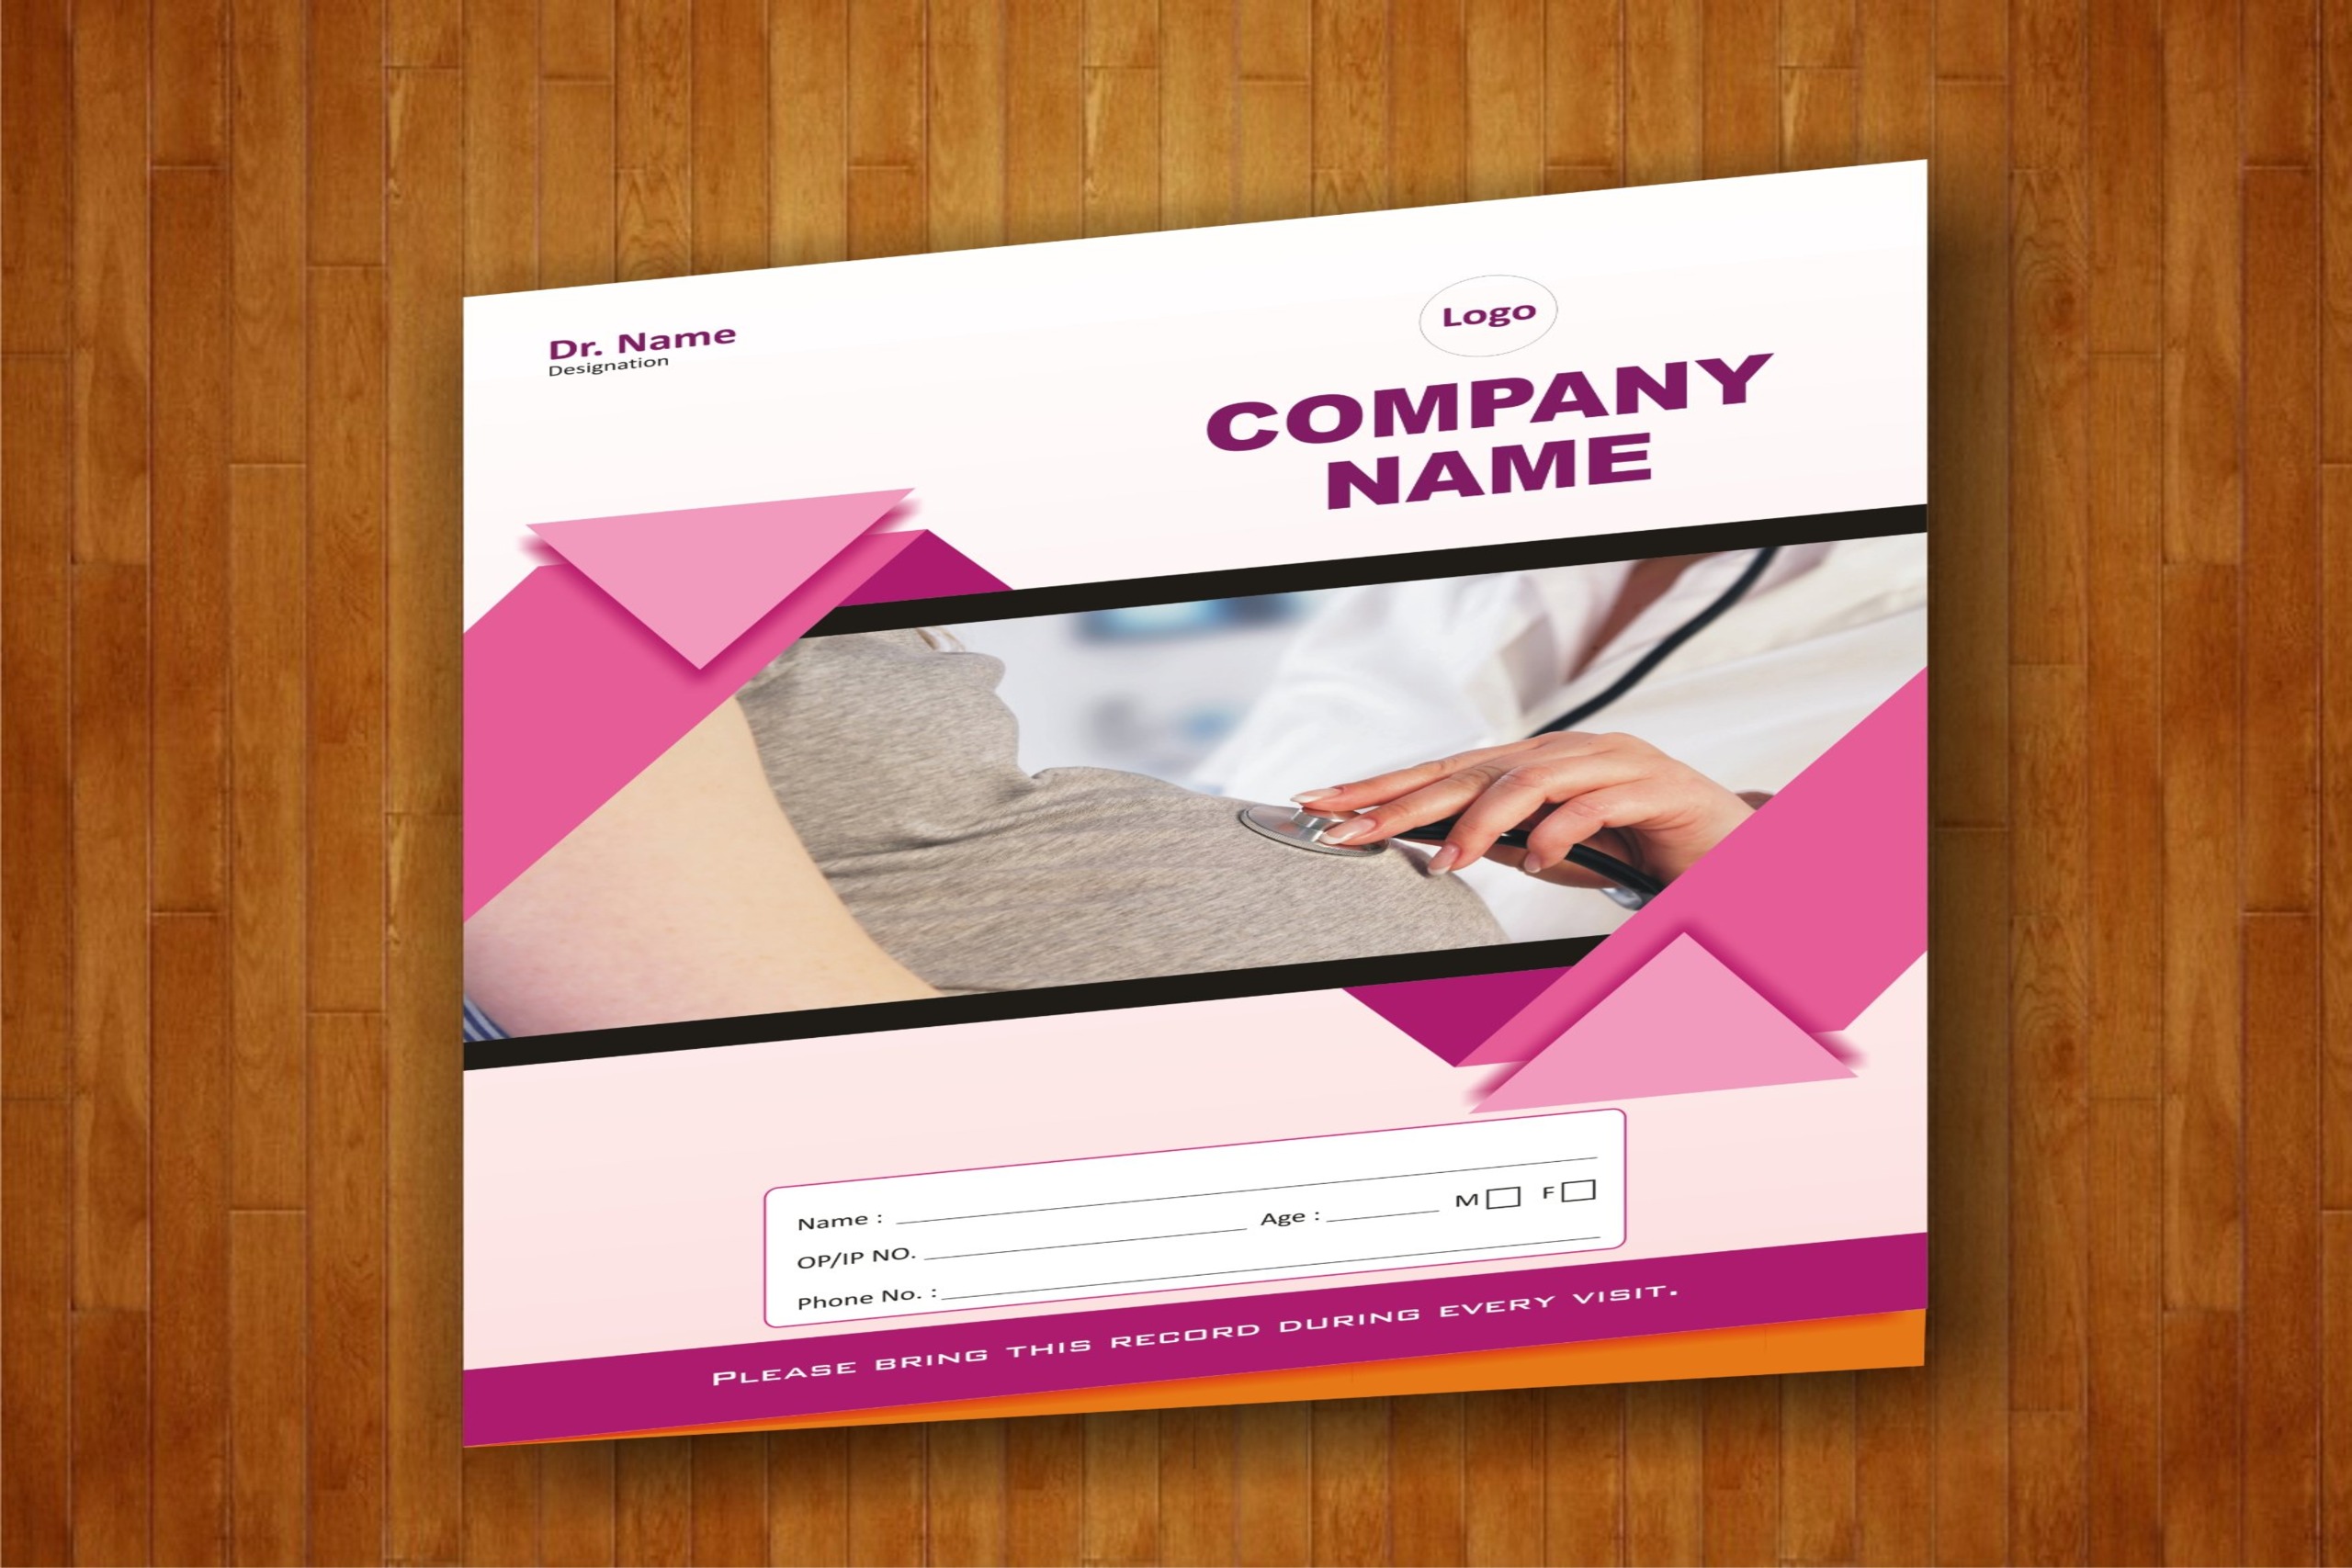 Dr. Name
Designation
Logo
COMPANY
NAME
Name :
OP/IP NO. Age : M F
Phone No. :
PLEASE BRING THIS RECORD DURING EVERY VISIT.